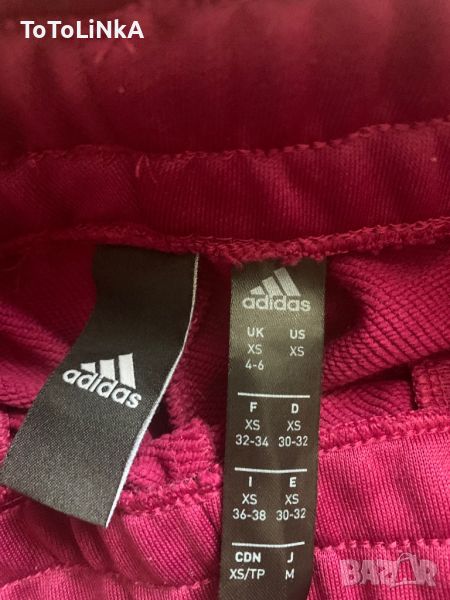 ToToLinkA
adidas
adidas
UK US
XS XS
4-6
F D
XS XS
32-34 30-32
I E
XS XS
36-38 30-32
CDN J
XS/TP M
BAZAR